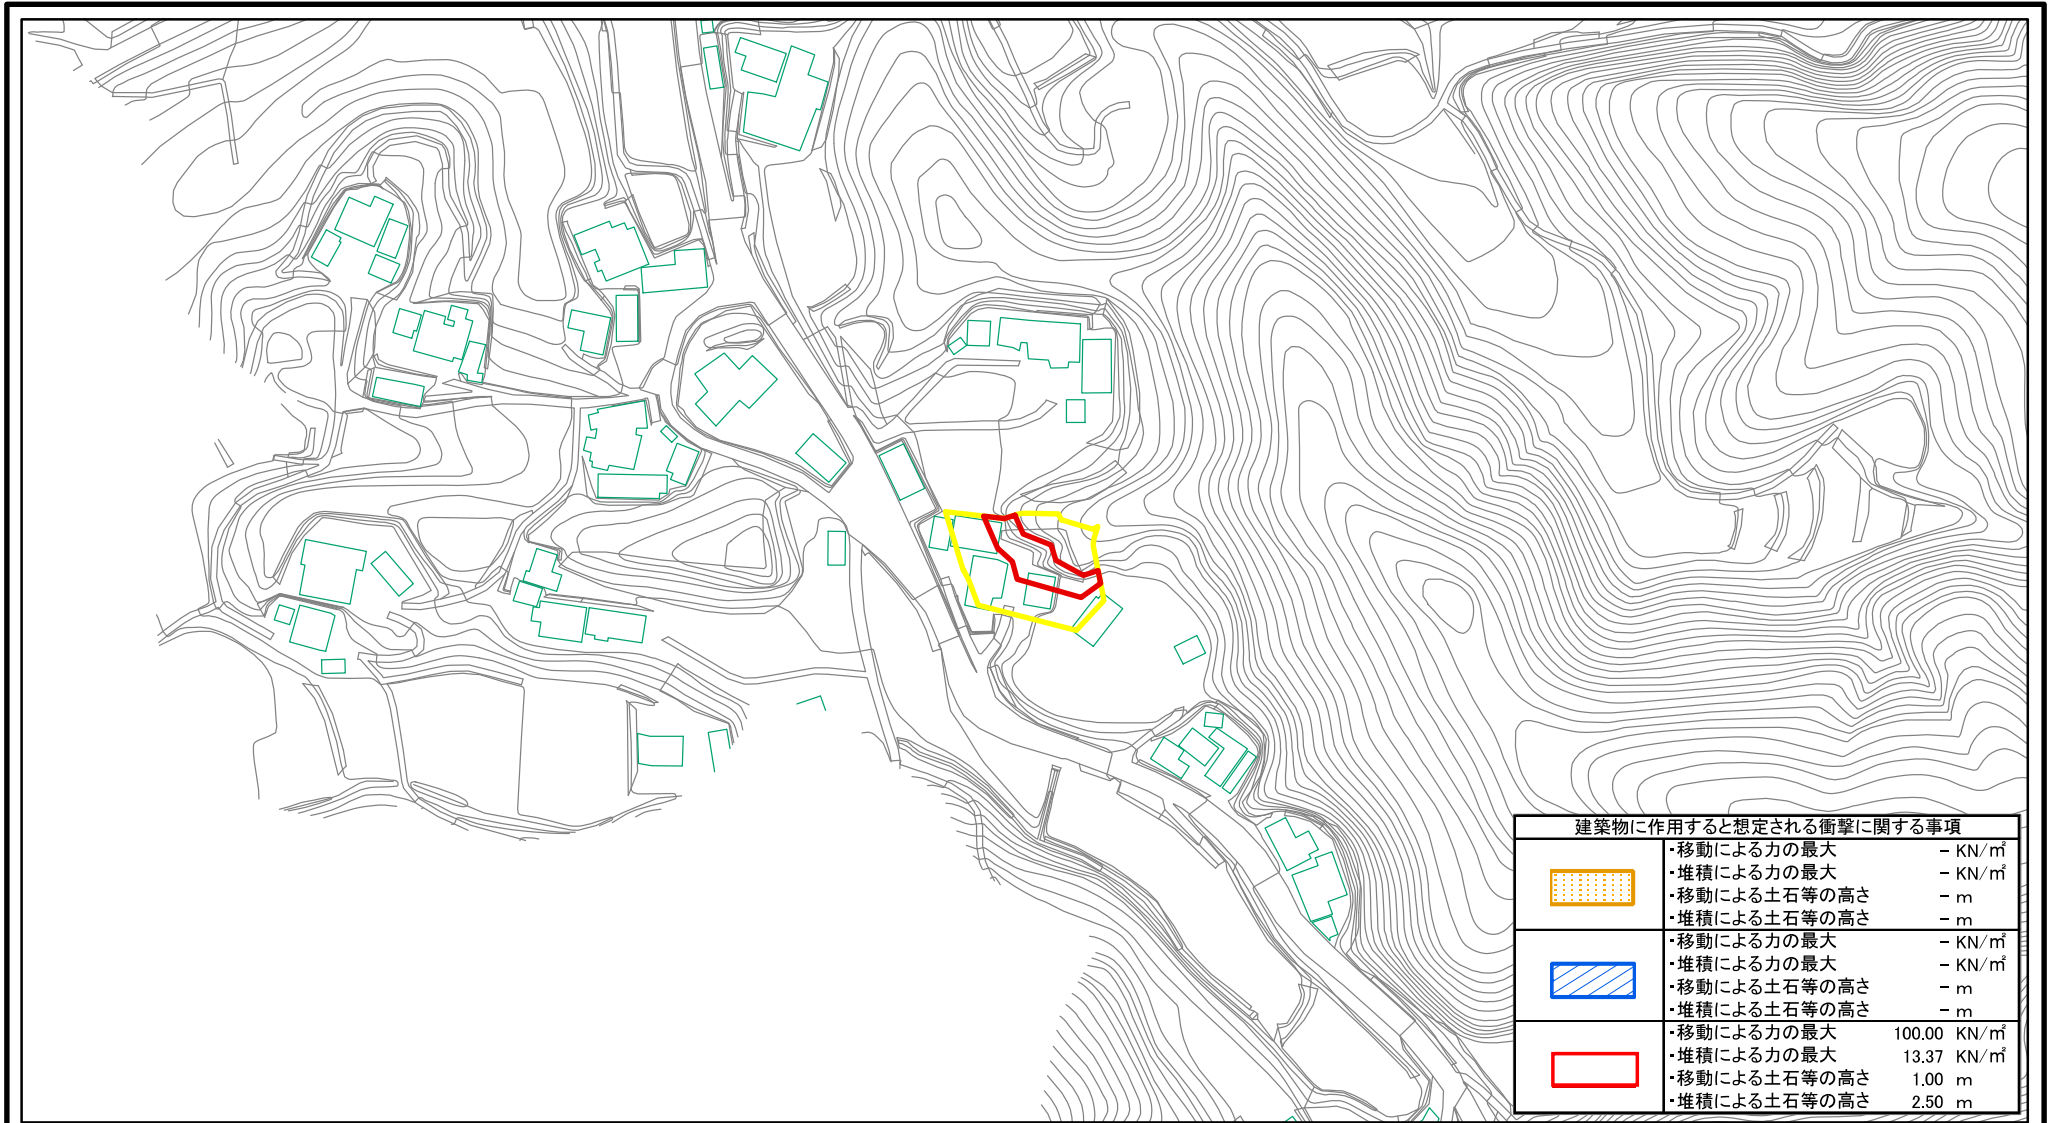 建築物に作用すると想定される衝撃に関する事項
・移動による力の最大 － KN/㎡
・堆積による力の最大 － KN/㎡
・移動による土石等の高さ － m
・堆積による土石等の高さ － m
・移動による力の最大 － KN/㎡
・堆積による力の最大 － KN/㎡
・移動による土石等の高さ － m
・堆積による土石等の高さ － m
・移動による力の最大 100.00 KN/㎡
・堆積による力の最大 13.37 KN/㎡
・移動による土石等の高さ 1.00 m
・堆積による土石等の高さ 2.50 m